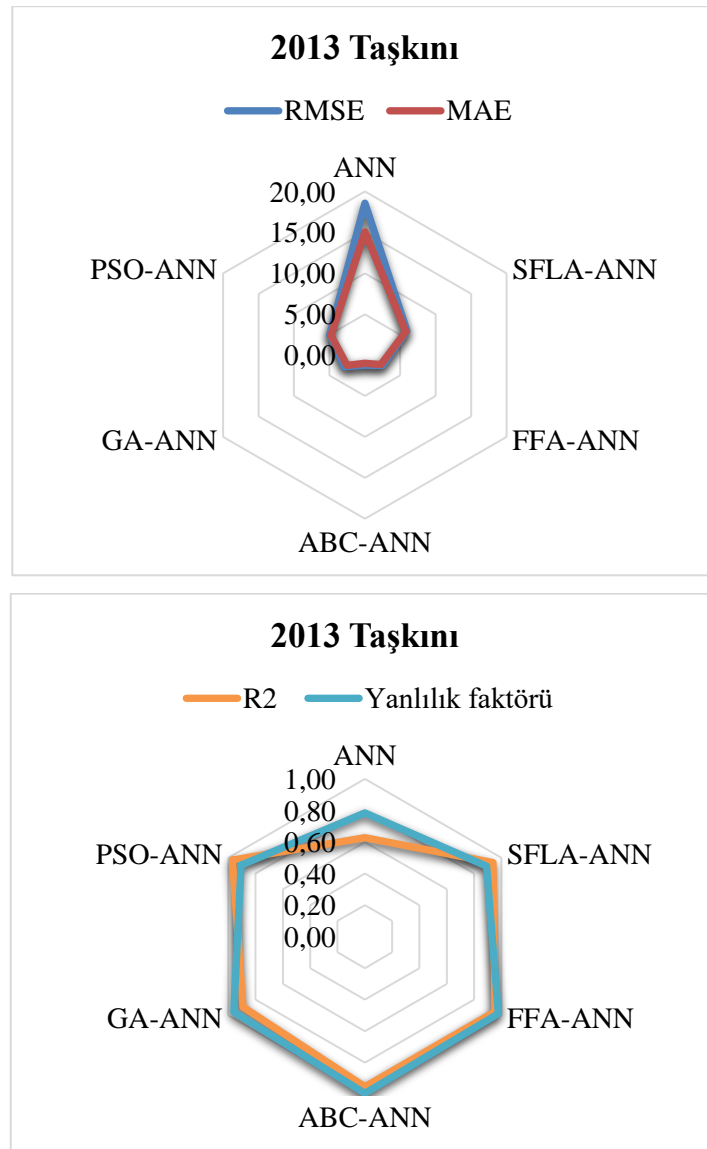 2013 Taşkını
RMSE MAE
ANN
20,00
15,00
PSO-ANN SFLA-ANN
10,00
5,00
0,00
GA-ANN FFA-ANN
ABC-ANN
2013 Taşkını
R2 Yanlılık faktörü
ANN
1,00
0,80
PSO-ANN SFLA-ANN
0,60
0,40
0,20
0,00
GA-ANN FFA-ANN
ABC-ANN